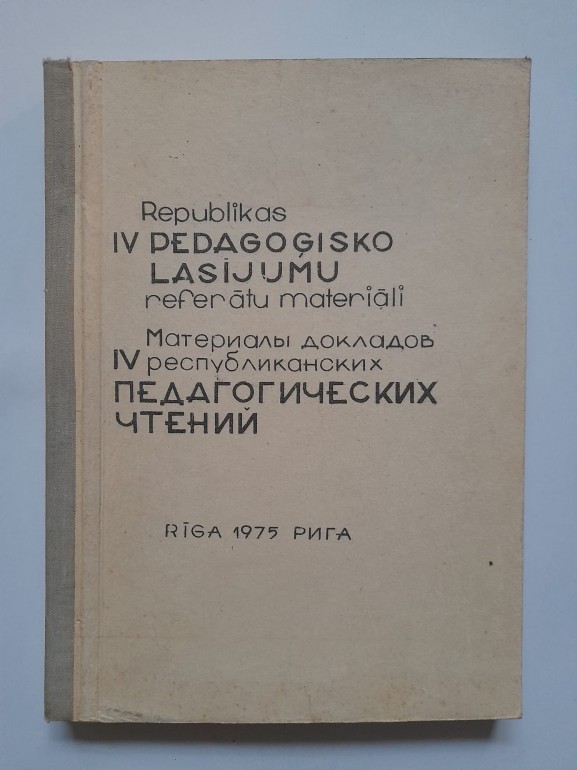 Republikas
IV PEDAGOĢISKO
LASĪJUMU
referātu materiāli
Материалы докладов
IV республиканских
ПЕДАГОГИЧЕСКИХ
ЧТЕНИЙ
RĪGA 1975 РИГА